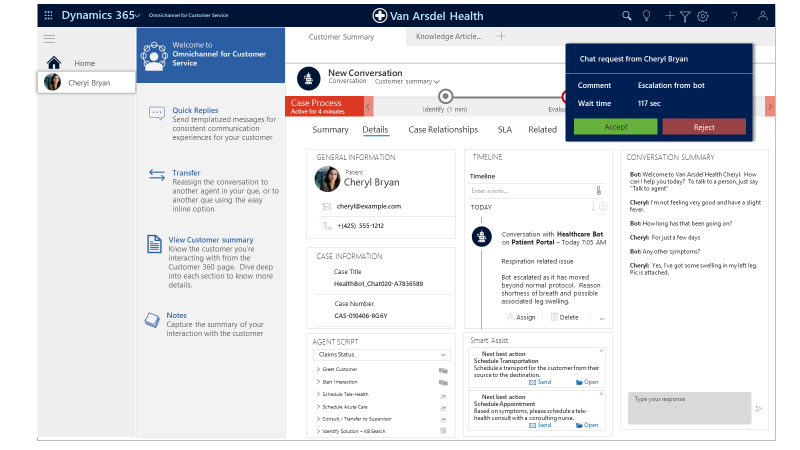 Dynamics 365
Omnichannel for Customer Service
Van Arsdel Health
?
Home
Cheryl Bryan
Welcome to
Omnichannel for Customer
Service
Quick Replies
Send templatized messages for
consistent communication
experiences for your customer
Transfer
Reassign the conversation to
another agent in your que, or to
another que using the easy
inline option
View Customer summary
Know the customer you're
interacting with from the
Customer 360 page. Dive deep
into each section to know more
details.
Notes
Capture the summary of your
interaction with the customer
Customer Summary
Knowledge Article...
New Conversation
Conversation Customer summary
Case Process
Active for 4 minutes
Identify (1 min)
Evalu
Chat request from Cheryl Bryan
Comment Escalation from bot
Wait time 117 sec
Accept Reject
Summary Details Case Relationships SLA Related
GENERAL INFORMATION
Patient
Cheryl Bryan
cheryl@example.com
+(425) 555-1212
CASE INFORMATION
Case Title
HealthBot_Chat020-A7836589
Case Number
CAS-010406-8G6Y
AGENT SCRIPT
Claims Status
> Greet Customer
> Start Interaction
> Schedule Tele-Health
> Schedule Acute Care
> Consult / Transfer to Supervisor
> Identify Solution – KB Search
TIMELINE
Timeline
Enter a note...
TODAY
Conversation with Healthcare Bot
on Patient Portal – Today 7:05 AM
Respiration related issue
Bot escalated as it has moved
beyond normal protocol. Reason
shortness of breath and possible
associated leg swelling.
Assign Delete ...
Smart Assist
Next best action
Schedule Transportation
Schedule a transport for the customer from their
source to the destination.
Send Open
Next best action
Schedule Appointment
Based on symptoms, please schedule a tele-
health consult with a consulting nurse.
Send Open
CONVERSATION SUMMARY
Bot: Welcome to Van Arsdel Health Cheryl. How
can I help you today? To talk to a person, just say
"Talk to agent"
Cheryl: I'm not feeling very good and have a slight
fever.
Bot: How long has that been going on?
Cheryl: For just a few days
Bot: Any other symptoms?
Cheryl: Yes, I've got some swelling in my left leg.
Pic is attached.
Type your response